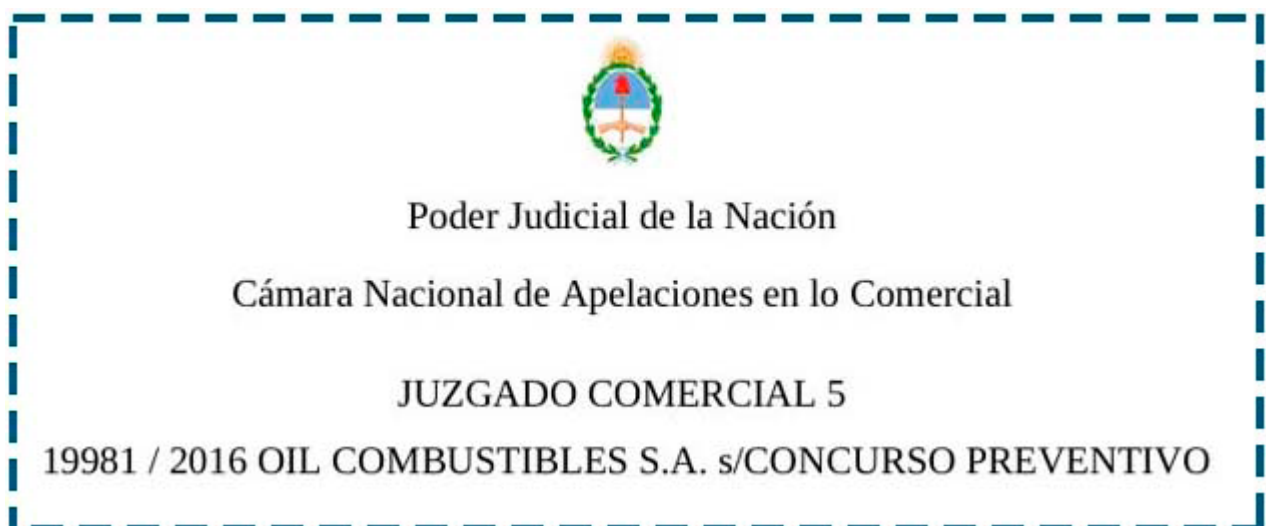 Poder Judicial de la Nación
Cámara Nacional de Apelaciones en lo Comercial
JUZGADO COMERCIAL 5
19981 / 2016 OIL COMBUSTIBLES S.A. s/CONCURSO PREVENTIVO